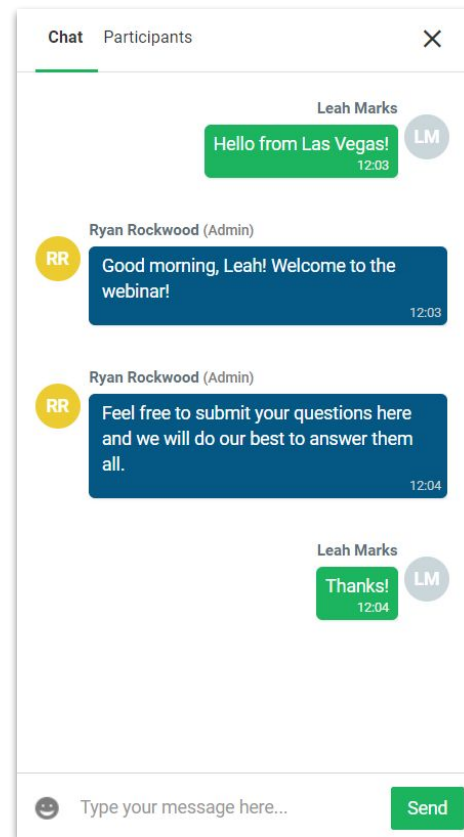 Chat Participants
Leah Marks
LM
Hello from Las Vegas!
12:03
Ryan Rockwood (Admin)
RR
Good morning, Leah! Welcome to the
webinar!
12:03
Ryan Rockwood (Admin)
RR
Feel free to submit your questions here
and we will do our best to answer them
all.
12:04
Leah Marks
LM
Thanks!
12:04
Type your message here...
Send